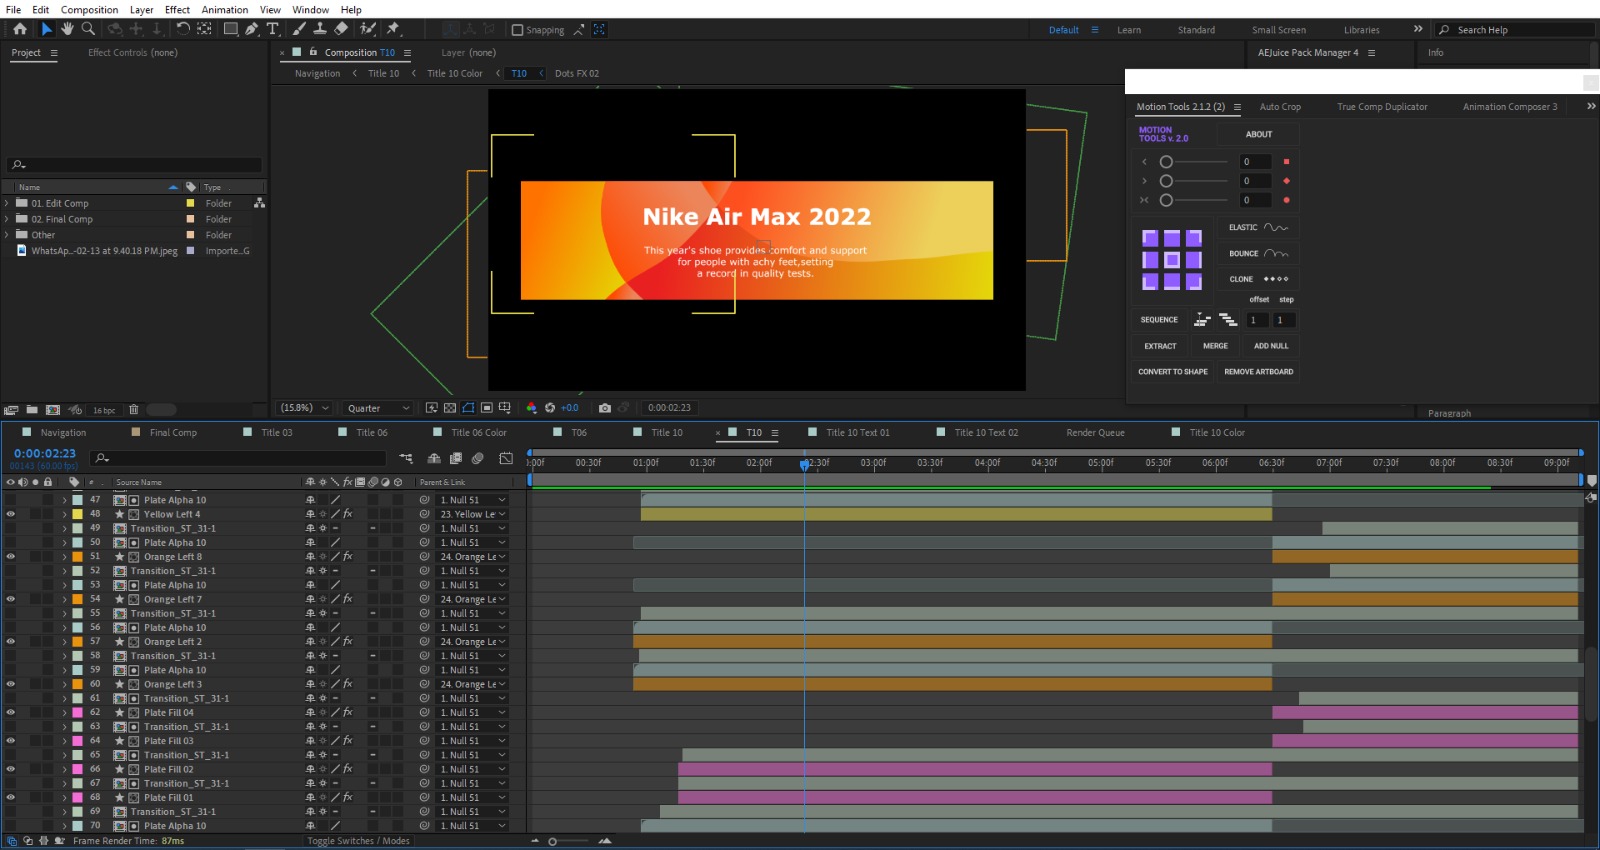 File Edit Composition Layer Effect Animation View Window Help
Snapping
Default Learn Standard Small Screen Libraries Search Help
Project Effect Controls (none)
Composition T10 Layer (none)
AEJuice Pack Manager 4 Info
Navigation Title 10 Title 10 Color T10 Dots FX 02
Motion Tools 2.1.2 (2) Auto Crop True Comp Duplicator Animation Composer 3
MOTION
TOOLS v. 2.0
ABOUT
0
0
0
ELASTIC
BOUNCE
CLONE
offset step
SEQUENCE 1 1
EXTRACT MERGE ADD NULL
CONVERT TO SHAPE REMOVE ARTBOARD
Paragraph
Name Type
01. Edit Comp Folder
02. Final Comp Folder
Other Folder
WhatsAp...-02-13 at 9.40.18 PM.jpeg Importe...G
16 bpc
Nike Air Max 2022
This year's shoe provides comfort and support
for people with achy feet,setting
a record in quality tests.
(15.8%) Quarter +0.0 0:00:02:23
Navigation Final Comp Title 03 Title 06 Title 06 Color T06 Title 10 T10 Title 10 Text 01 Title 10 Text 02 Render Queue Title 10 Color
0:00:02:23
00143 (60.00 fps)
:00f 00:30f 01:00f 01:30f 02:00f 02:30f 03:00f 03:30f 04:00f 04:30f 05:00f 05:30f 06:00f 06:30f 07:00f 07:30f 08:00f 08:30f 09:00f
# Source Name Parent & Link
47 Plate Alpha 10 1. Null 51
48 Yellow Left 4 fx 23. Yellow Le
49 Transition_ST_31-1 1. Null 51
50 Plate Alpha 10 1. Null 51
51 Orange Left 8 fx 24. Orange Le
52 Transition_ST_31-1 1. Null 51
53 Plate Alpha 10 1. Null 51
54 Orange Left 7 fx 24. Orange Le
55 Transition_ST_31-1 1. Null 51
56 Plate Alpha 10 1. Null 51
57 Orange Left 2 fx 24. Orange Le
58 Transition_ST_31-1 1. Null 51
59 Plate Alpha 10 1. Null 51
60 Orange Left 3 fx 24. Orange Le
61 Transition_ST_31-1 1. Null 51
62 Plate Fill 04 fx 1. Null 51
63 Transition_ST_31-1 1. Null 51
64 Plate Fill 03 fx 1. Null 51
65 Transition_ST_31-1 1. Null 51
66 Plate Fill 02 fx 1. Null 51
67 Transition_ST_31-1 1. Null 51
68 Plate Fill 01 fx 1. Null 51
69 Transition_ST_31-1 1. Null 51
70 Plate Alpha 10 1. Null 51
Frame Render Time: 87ms Toggle Switches / Modes